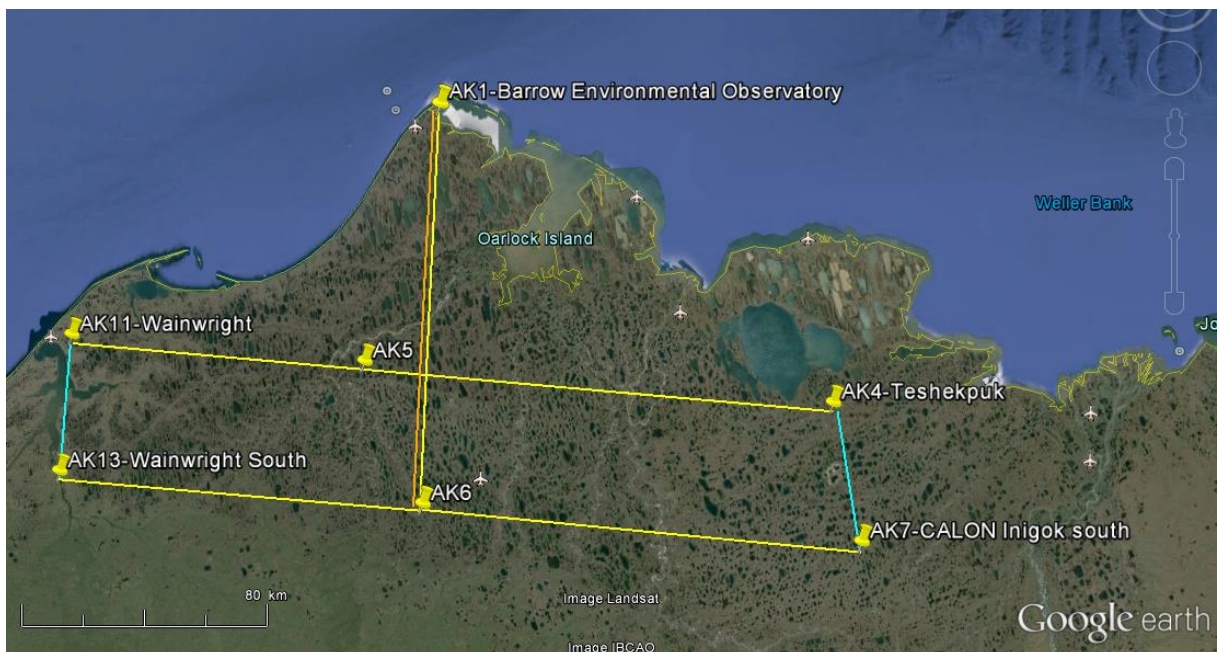 AK1-Barrow Environmental Observatory
Weller Bank
Oarlock Island
AK11-Wainwright
AK5
Jo
AK4-Teshekpuk
AK13-Wainwright South
AK6
AK7-CALON Inigok south
80 km
Image Landsat
Google earth
Image IBCAO